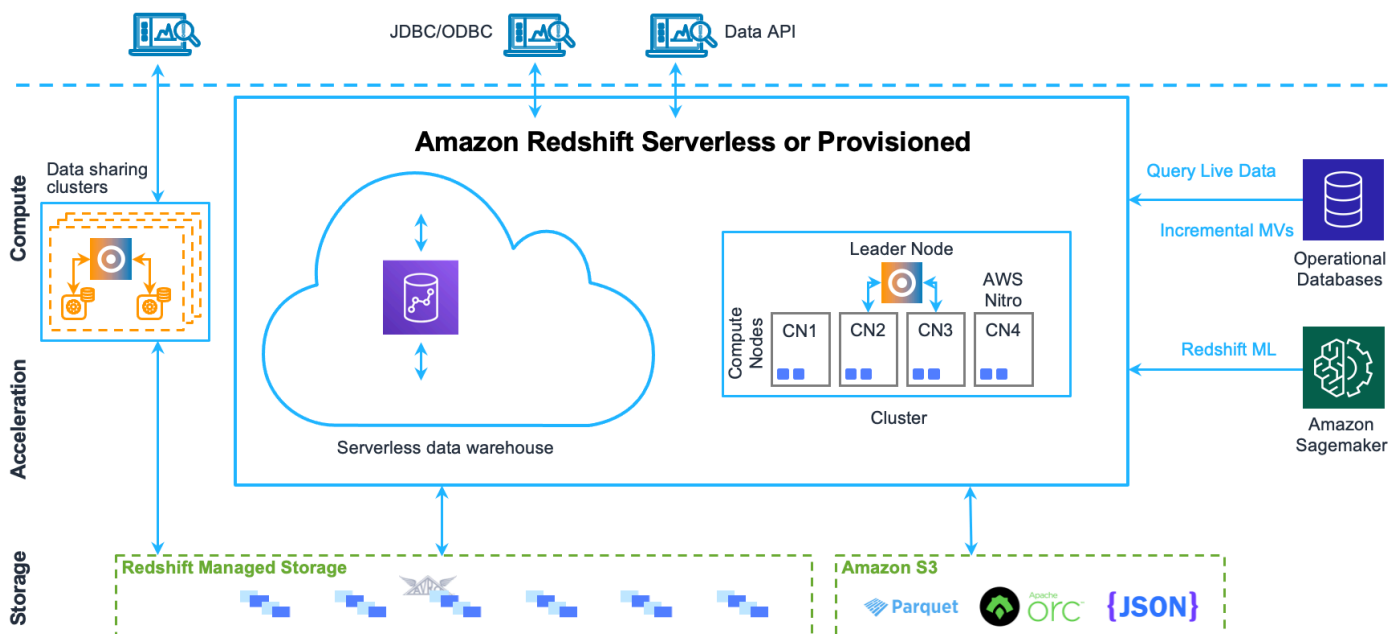 JDBC/ODBC
Data API
Amazon Redshift Serverless or Provisioned
Data sharing
clusters
Compute
Acceleration
Storage
Serverless data warehouse
Leader Node
AWS
Nitro
Compute
Nodes
CN1
CN2
CN3
CN4
Cluster
Query Live Data
Incremental MVs
Operational
Databases
Redshift ML
Amazon
Sagemaker
Redshift Managed Storage
AVRO
Amazon S3
Parquet
Apache
orc
{JSON}